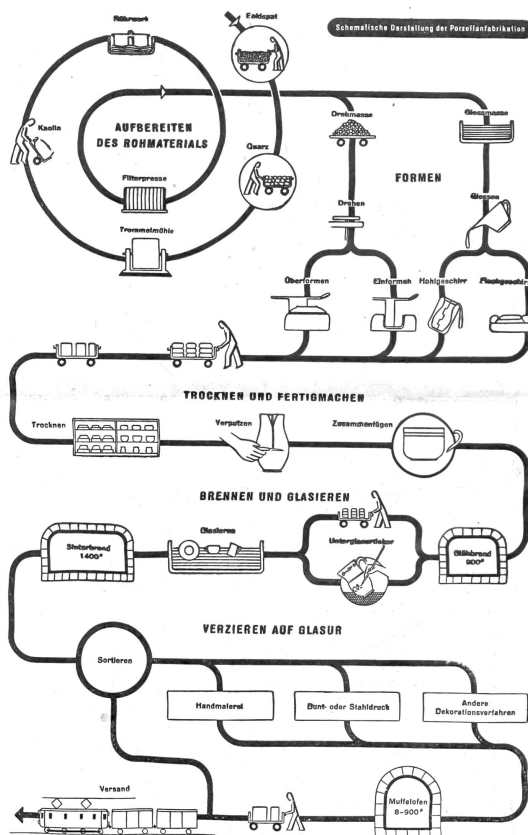 Schematische Darstellung der Porzellanfabrikation
Rührwerk
Feldspat
Kaolin
AUFBEREITEN
DES ROHMATERIALS
Quarz
Filterpresse
Trommelmühle
Drehmasse
Giessmasse
FORMEN
Drehen
Giessen
Überformen
Einformen
Hohlgeschirr
Flachgeschirr
TROCKNEN UND FERTIGMACHEN
Trocknen
Verputzen
Zusammenfügen
BRENNEN UND GLASIEREN
Sinterbrand
1400°
Glasieren
Unterglasurdekor
Glühbrand
900°
VERZIEREN AUF GLASUR
Sortieren
Handmalerei
Bunt- oder Stahldruck
Andere
Dekorationsverfahren
Versand
Muffelofen
8-900°